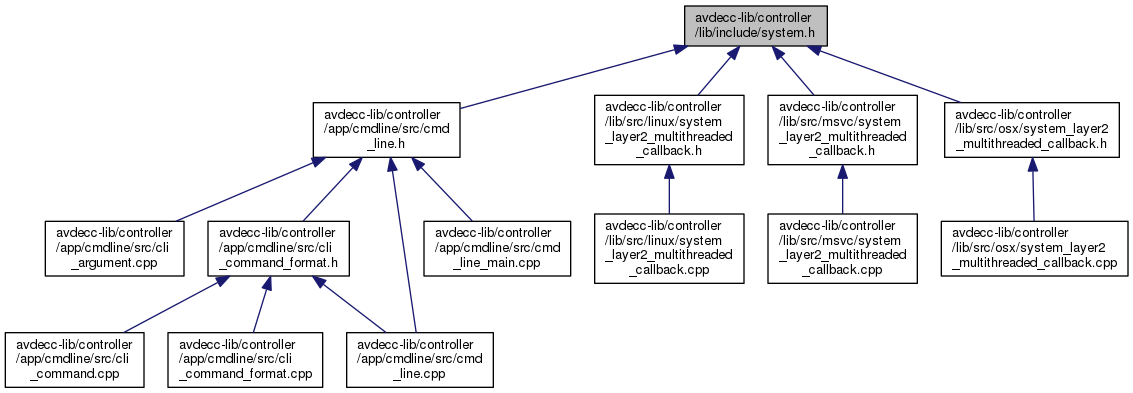 avdecc-lib/controller
/lib/include/system.h
avdecc-lib/controller
/app/cmdline/src/cmd
_line.h
avdecc-lib/controller
/lib/src/linux/system
_layer2_multithreaded
_callback.h
avdecc-lib/controller
/lib/src/msvc/system
_layer2_multithreaded
_callback.h
avdecc-lib/controller
/lib/src/osx/system_layer2
_multithreaded_callback.h
avdecc-lib/controller
/app/cmdline/src/cli
_argument.cpp
avdecc-lib/controller
/app/cmdline/src/cli
_command_format.h
avdecc-lib/controller
/app/cmdline/src/cmd
_line_main.cpp
avdecc-lib/controller
/lib/src/linux/system
_layer2_multithreaded
_callback.cpp
avdecc-lib/controller
/lib/src/msvc/system
_layer2_multithreaded
_callback.cpp
avdecc-lib/controller
/lib/src/osx/system_layer2
_multithreaded_callback.cpp
avdecc-lib/controller
/app/cmdline/src/cli
_command.cpp
avdecc-lib/controller
/app/cmdline/src/cli
_command_format.cpp
avdecc-lib/controller
/app/cmdline/src/cmd
_line.cpp